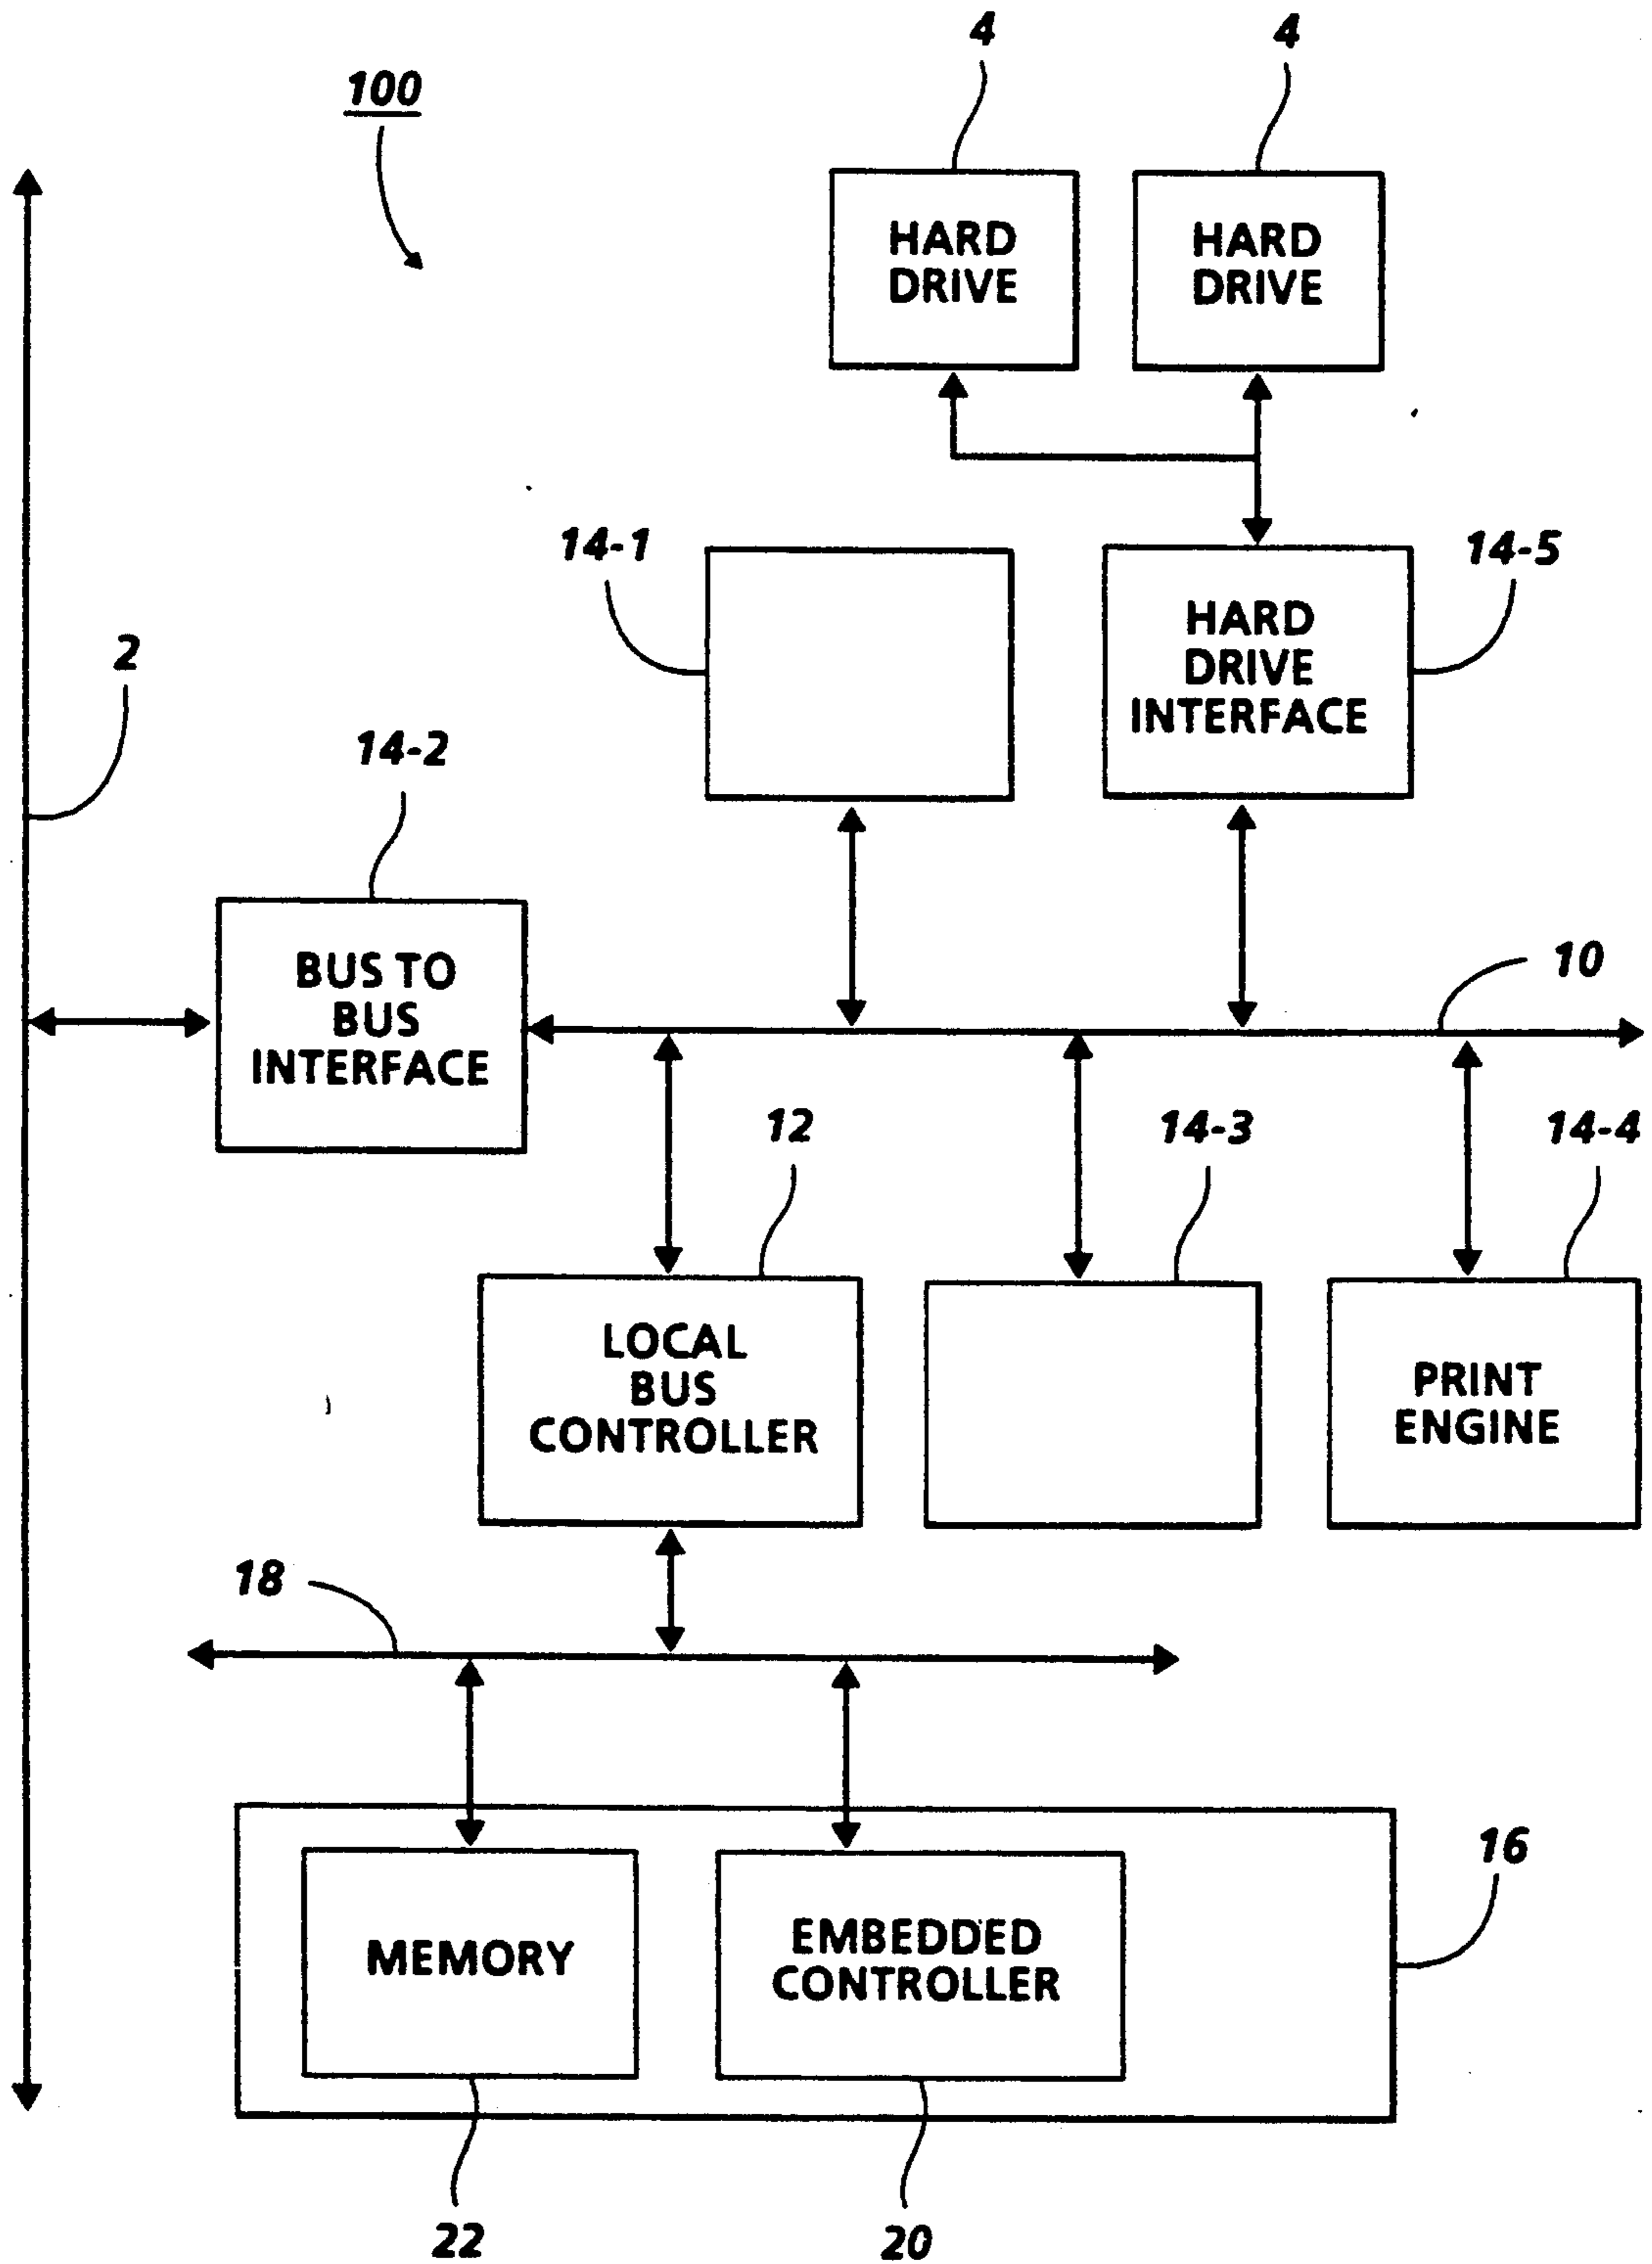 4
4
100
HARD
DRIVE
HARD
DRIVE
14-1
14-5
HARD
DRIVE
INTERFACE
2
14-2
BUS TO
BUS
INTERFACE
10
12
14-3
14-4
LOCAL
BUS
CONTROLLER
PRINT
ENGINE
18
16
MEMORY
EMBEDDED
CONTROLLER
22
20